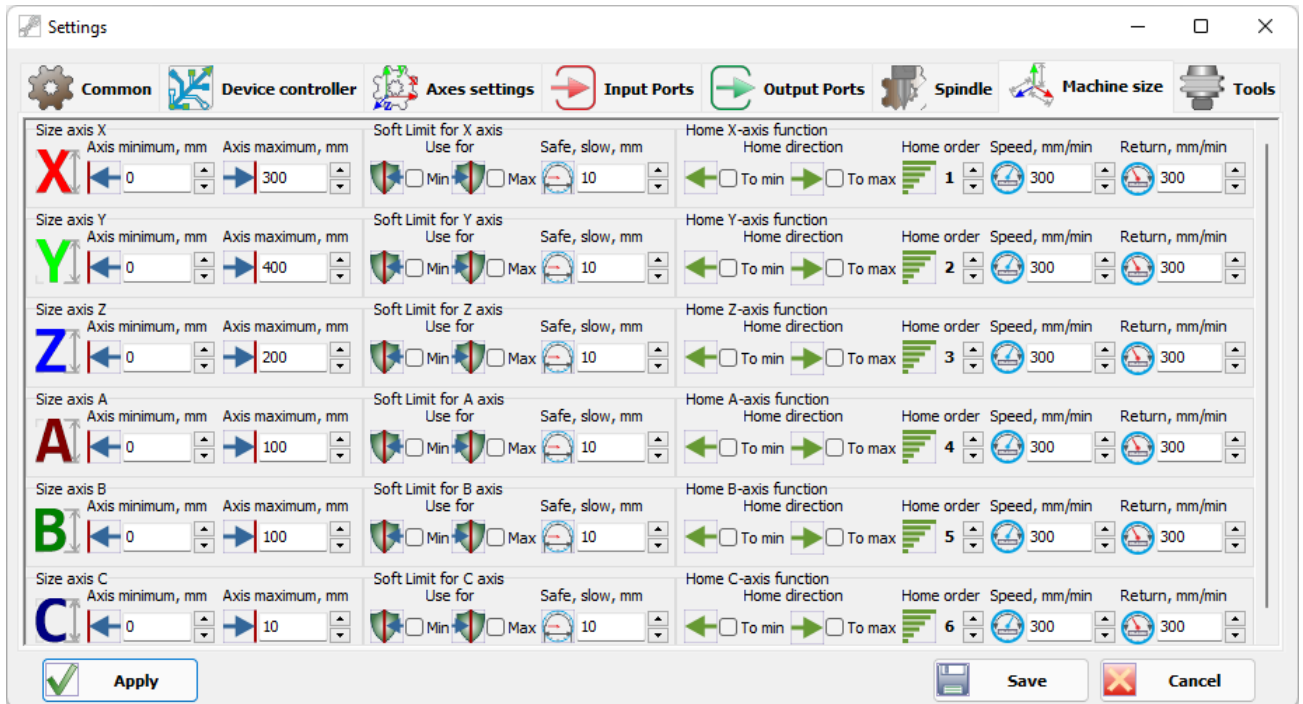 Settings
Common Device controller Axes settings Input Ports Output Ports Spindle Machine size Tools
Size axis X Soft Limit for X axis Home X-axis function
Axis minimum, mm Axis maximum, mm Use for Safe, slow, mm Home direction Home order Speed, mm/min Return, mm/min
X 0 300 Min Max 10 To min To max 1 300 300
Size axis Y Soft Limit for Y axis Home Y-axis function
Axis minimum, mm Axis maximum, mm Use for Safe, slow, mm Home direction Home order Speed, mm/min Return, mm/min
Y 0 400 Min Max 10 To min To max 2 300 300
Size axis Z Soft Limit for Z axis Home Z-axis function
Axis minimum, mm Axis maximum, mm Use for Safe, slow, mm Home direction Home order Speed, mm/min Return, mm/min
Z 0 200 Min Max 10 To min To max 3 300 300
Size axis A Soft Limit for A axis Home A-axis function
Axis minimum, mm Axis maximum, mm Use for Safe, slow, mm Home direction Home order Speed, mm/min Return, mm/min
A 0 100 Min Max 10 To min To max 4 300 300
Size axis B Soft Limit for B axis Home B-axis function
Axis minimum, mm Axis maximum, mm Use for Safe, slow, mm Home direction Home order Speed, mm/min Return, mm/min
B 0 100 Min Max 10 To min To max 5 300 300
Size axis C Soft Limit for C axis Home C-axis function
Axis minimum, mm Axis maximum, mm Use for Safe, slow, mm Home direction Home order Speed, mm/min Return, mm/min
C 0 10 Min Max 10 To min To max 6 300 300
Apply Save Cancel